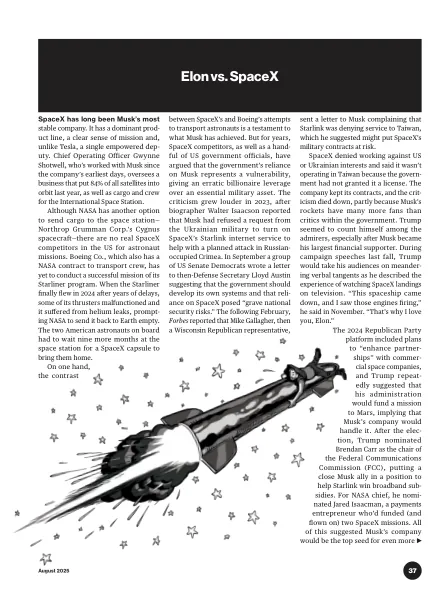 Elon vs. SpaceX
SpaceX has long been Musk's most
stable company. It has a dominant prod-
uct line, a clear sense of mission and,
unlike Tesla, a single empowered dep-
uty. Chief Operating Officer Gwynne
Shotwell, who's worked with Musk since
the company's earliest days, oversees a
business that put 84% of all satellites into
orbit last year, as well as cargo and crew
for the International Space Station.
Although NASA has another option
to send cargo to the space station—
Northrop Grumman Corp.'s Cygnus
spacecraft—there are no real SpaceX
competitors in the US for astronaut
missions. Boeing Co., which also has a
NASA contract to transport crew, has
yet to conduct a successful mission of its
Starliner program. When the Starliner
finally flew in 2024 after years of delays,
some of its thrusters malfunctioned and
it suffered from helium leaks, prompt-
ing NASA to send it back to Earth empty.
The two American astronauts on board
had to wait nine more months at the
space station for a SpaceX capsule to
bring them home.
On one hand,
the contrast
between SpaceX's and Boeing's attempts
to transport astronauts is a testament to
what Musk has achieved. But for years,
SpaceX competitors, as well as a hand-
ful of US government officials, have
argued that the government's reliance
on Musk represents a vulnerability,
giving an erratic billionaire leverage
over an essential military asset. The
criticism grew louder in 2023, after
biographer Walter Isaacson reported
that Musk had refused a request from
the Ukrainian military to turn on
SpaceX's Starlink internet service to
help with a planned attack in Russian-
occupied Crimea. In September a group
of US Senate Democrats wrote a letter
to then-Defense Secretary Lloyd Austin
suggesting that the government should
develop its own systems and that reli-
ance on SpaceX posed "grave national
security risks." The following February,
Forbes reported that Mike Gallagher, then
a Wisconsin Republican representative,
sent a letter to Musk complaining that
Starlink was denying service to Taiwan,
which he suggested might put SpaceX's
military contracts at risk.
SpaceX denied working against US
or Ukrainian interests and said it wasn't
operating in Taiwan because the govern-
ment had not granted it a license. The
company kept its contracts, and the crit-
icism died down, partly because Musk's
rockets have many more fans than
critics within the government. Trump
seemed to count himself among the
admirers, especially after Musk became
his largest financial supporter. During
campaign speeches last fall, Trump
would take his audiences on meander-
ing verbal tangents as he described the
experience of watching SpaceX landings
on television. "This spaceship came
down, and I saw those engines firing,"
he said in November. "That's why I love
you, Elon."
The 2024 Republican Party
platform included plans
to "enhance partner-
ships" with commer-
cial space companies,
and Trump repeat-
edly suggested that
his administration
would fund a mission
to Mars, implying that
Musk's company would
handle it. After the elec-
tion, Trump nominated
Brendan Carr as the chair of
the Federal Communications
Commission (FCC), putting a
close Musk ally in a position to
help Starlink win broadband sub-
sidies. For NASA chief, he nomi-
nated Jared Isaacman, a payments
entrepreneur who'd funded (and
flown on) two SpaceX missions. All
of this suggested Musk's company
would be the top seed for even more ▶
August 2025
37